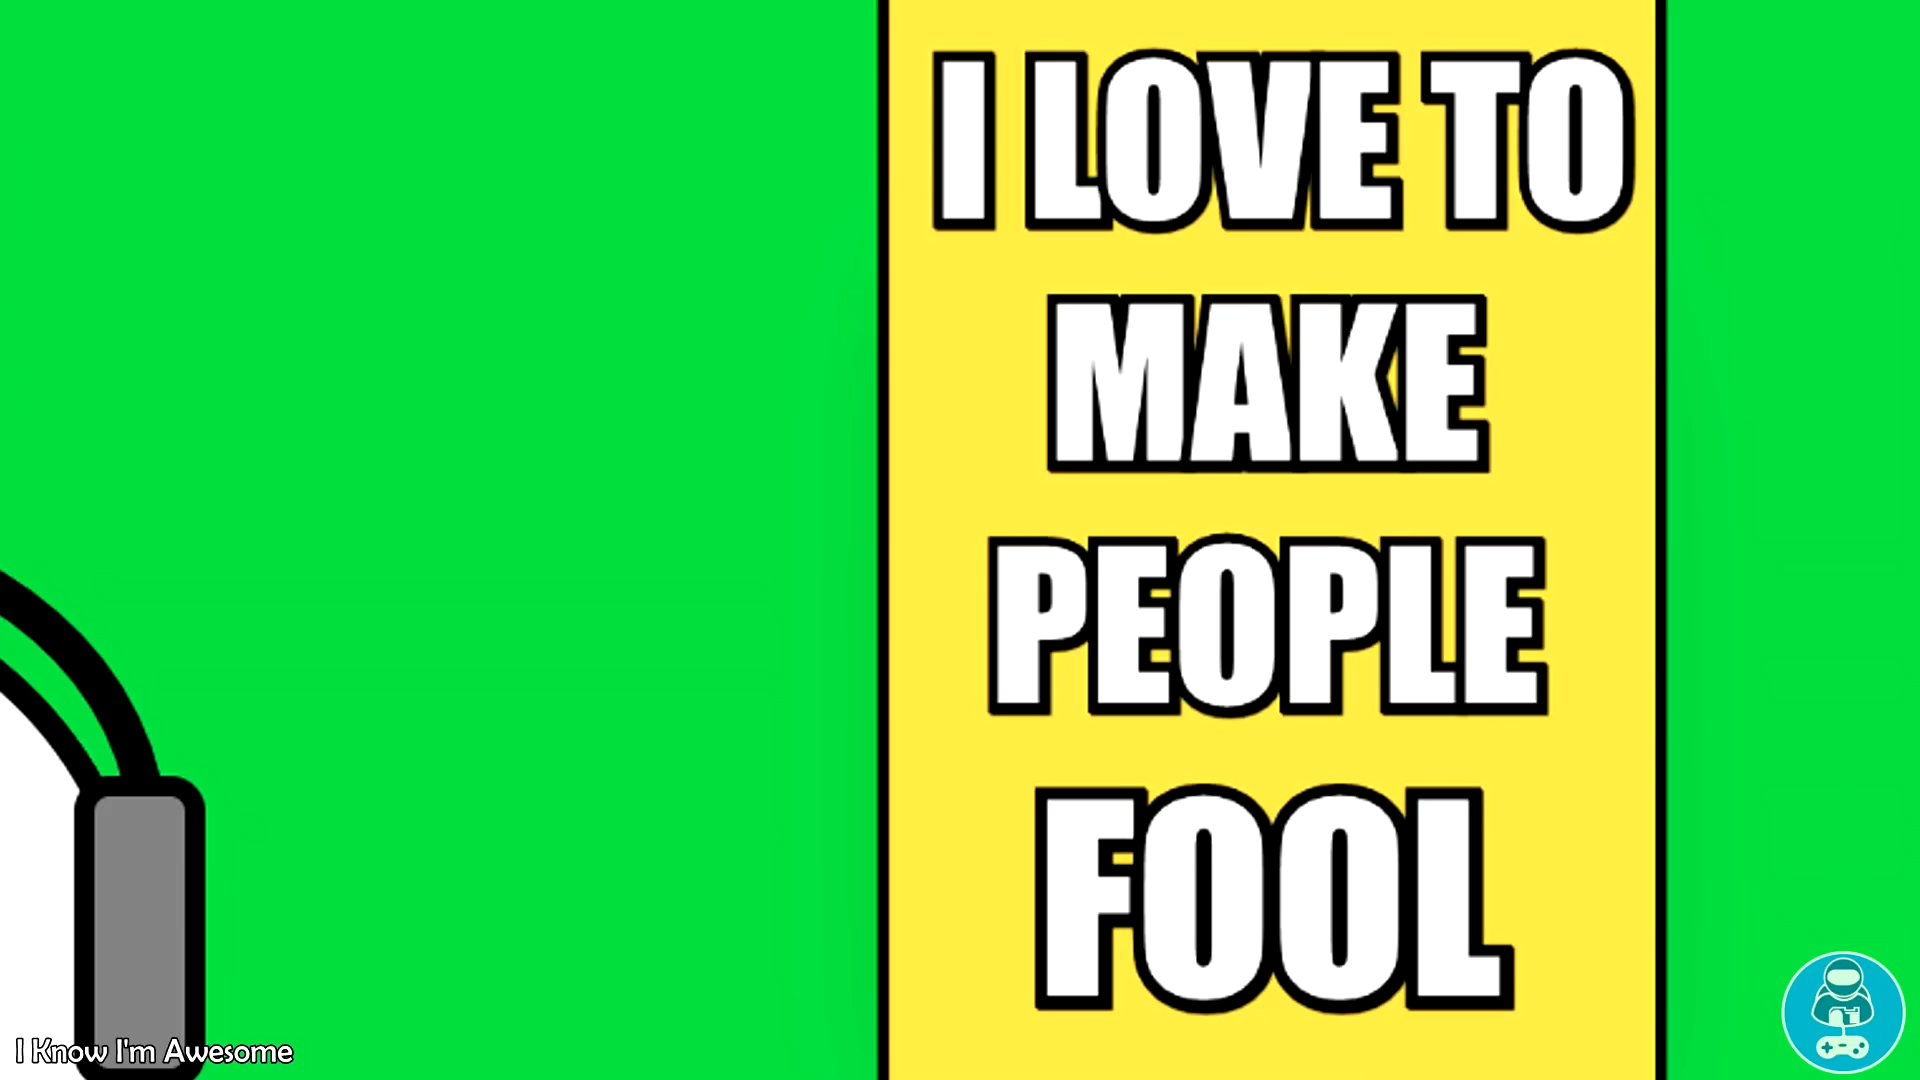 I LOVE TO
MAKE
PEOPLE
FOOL
I Know I'm Awesome